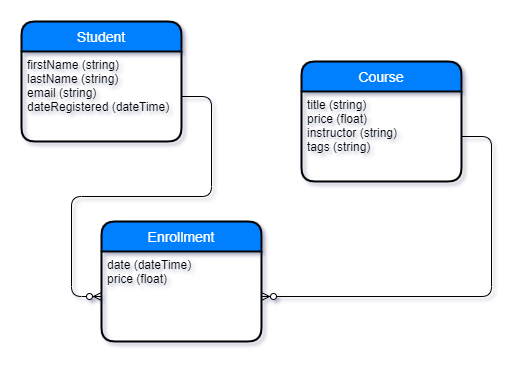 Student
firstName (string)
lastName (string)
email (string)
dateRegistered (dateTime)
Course
title (string)
price (float)
instructor (string)
tags (string)
Enrollment
date (dateTime)
price (float)